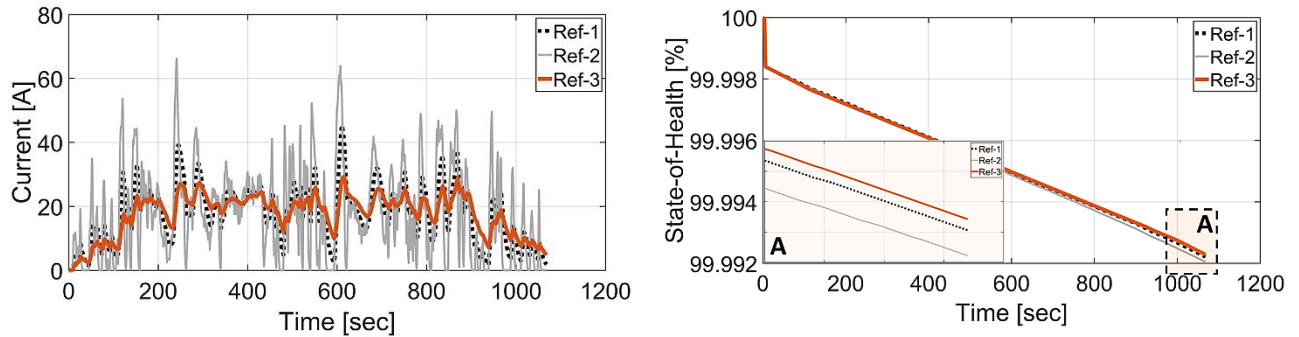 80
60
40
20
0
Current [A]
0 200 400 600 800 1000 1200
Time [sec]
Ref-1
Ref-2
Ref-3
100
99.998
99.996
99.994
99.992
State-of-Health [%]
0 200 400 600 800 1000 1200
Time [sec]
Ref-1
Ref-2
Ref-3
Ref-1
Ref-2
Ref-3
A
A